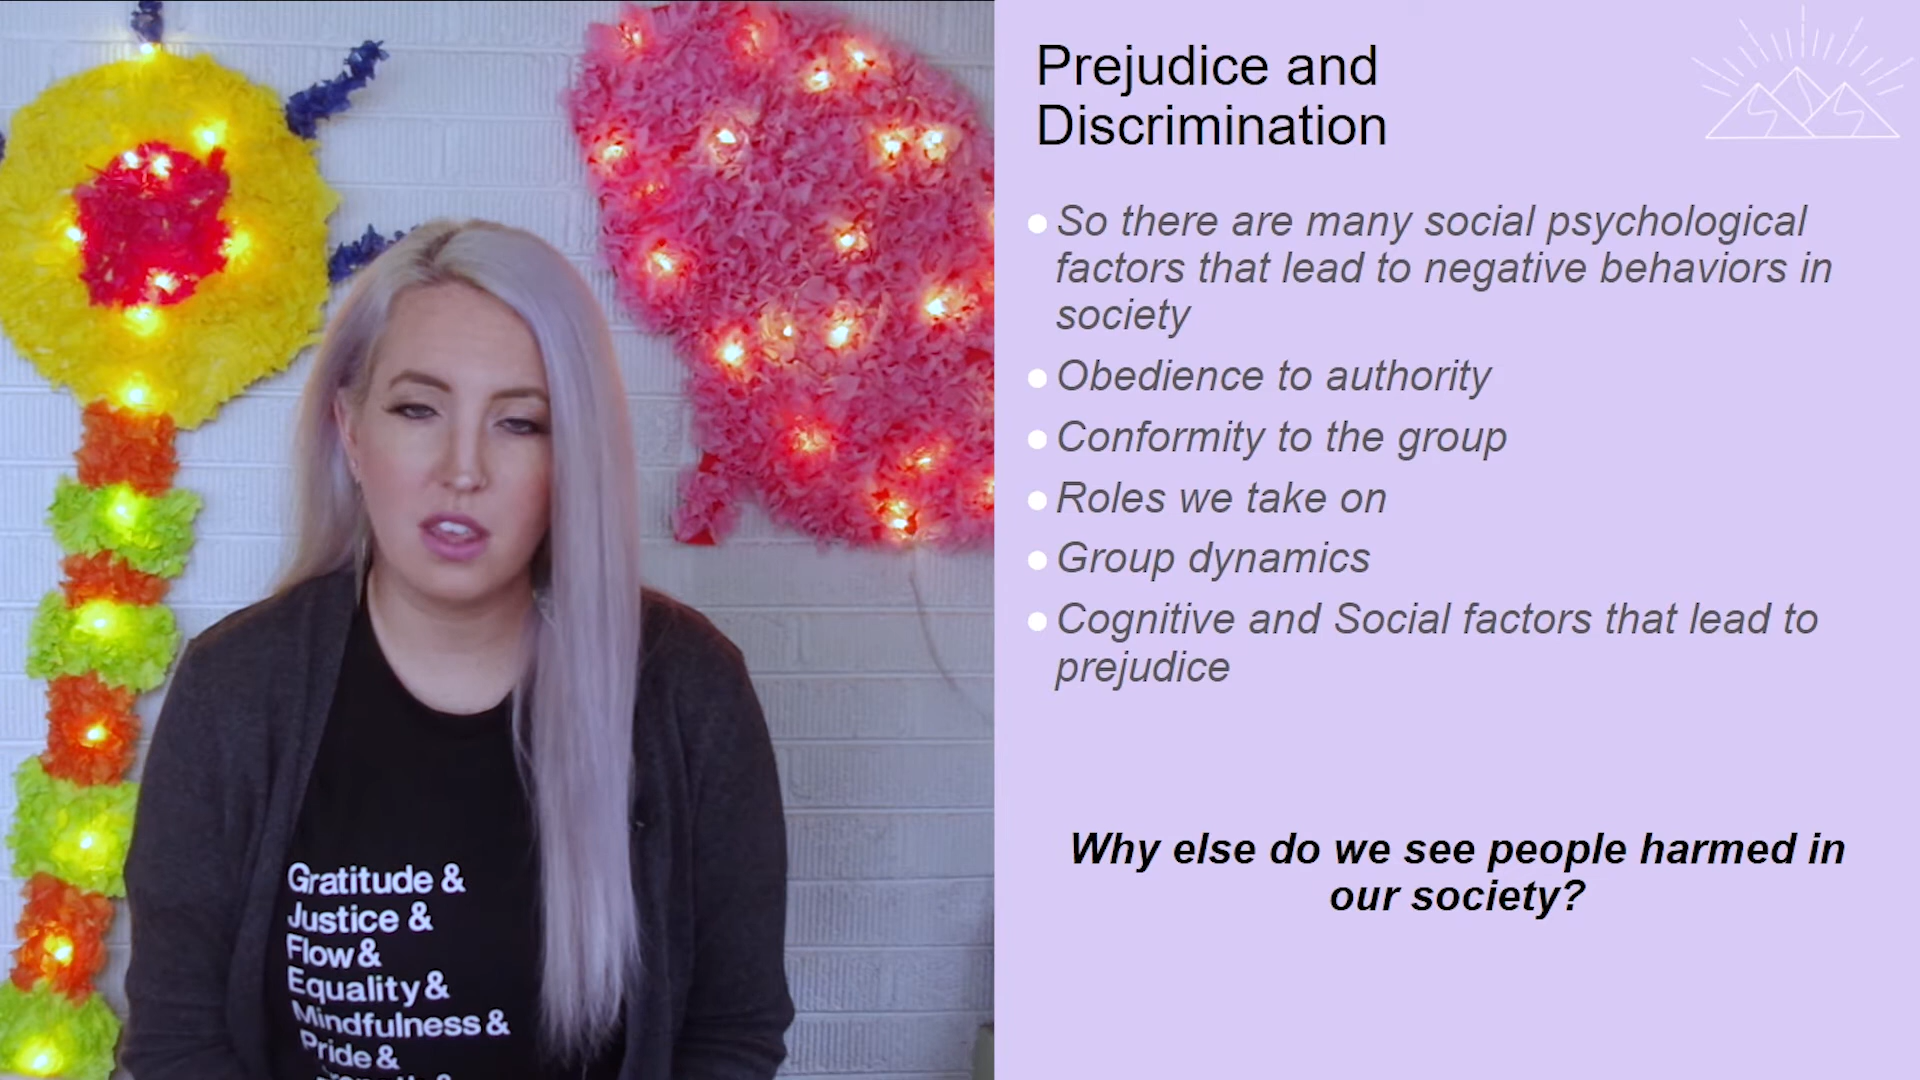 Prejudice and
Discrimination
So there are many social psychological
factors that lead to negative behaviors in
society
Obedience to authority
Conformity to the group
Roles we take on
Group dynamics
Cognitive and Social factors that lead to
prejudice
Why else do we see people harmed in
our society?
Gratitude &
Justice &
Flow &
Equality &
Mindfulness &
Pride &